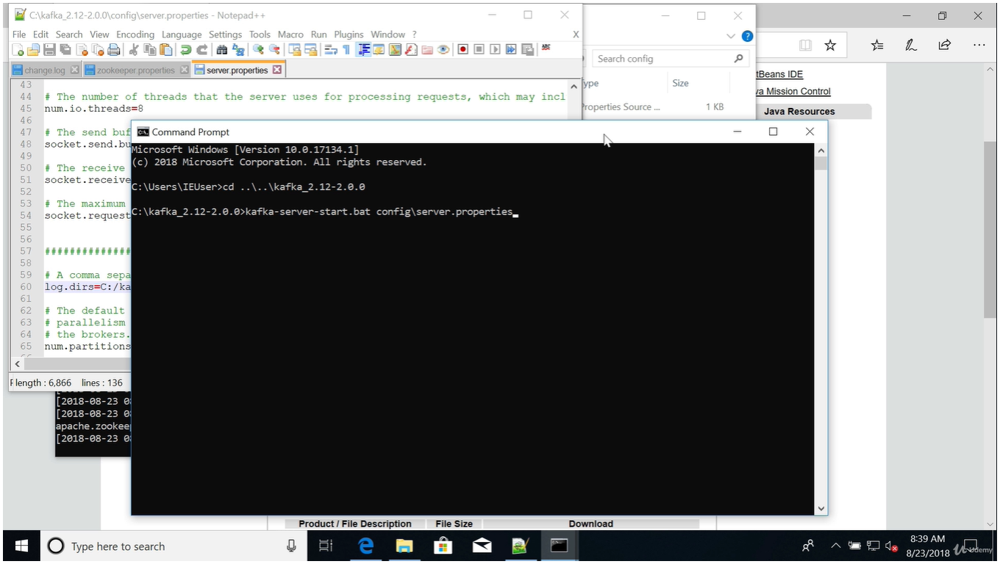 C:\kafka_2.12-2.0.0\config\server.properties - Notepad++
File Edit Search View Encoding Language Settings Tools Macro Run Plugins Window ? X
change.log zookeeper.properties server.properties
43
44 # The number of threads that the server uses for processing requests, which may incl
45 num.io.threads=8
46
47 # The send buf
48 socket.send.bu
49
50 # The receive
51 socket.receive
52
53 # The maximum
54 socket.request
55
56
57 ##############
58
59 # A comma sepa
60 log.dirs=C:/ka
61
62 # The default
63 # parallelism
64 # the brokers.
65 num.partitions
length : 6,866 lines : 136
Search config
ype Size
Properties Source ... 1 KB
tBeans IDE
va Mission Control
Java Resources
Command Prompt
Microsoft Windows [Version 10.0.17134.1]
(c) 2018 Microsoft Corporation. All rights reserved.
C:\Users\IEUser>cd ..\..\kafka_2.12-2.0.0
C:\kafka_2.12-2.0.0>kafka-server-start.bat config\server.properties
[2018-08-23 0
[2018-08-23 0
apache.zookee
[2018-08-23 0
Product / File Description File Size Download
Type here to search
8:39 AM
8/23/2018
Udemy